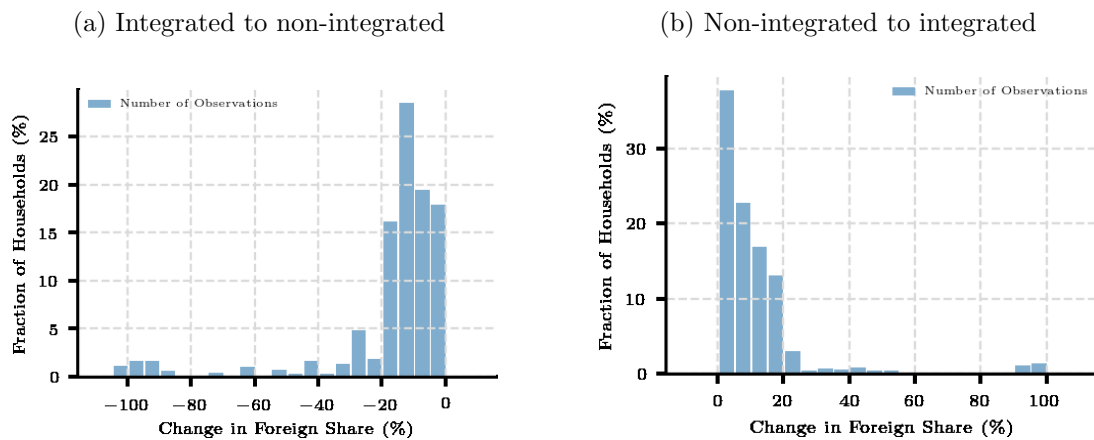 (a) Integrated to non-integrated
Number of Observations
Fraction of Households (%)
25
20
15
10
5
0
−100 −80 −60 −40 −20 0
Change in Foreign Share (%)
(b) Non-integrated to integrated
Number of Observations
Fraction of Households (%)
30
20
10
0
0 20 40 60 80 100
Change in Foreign Share (%)